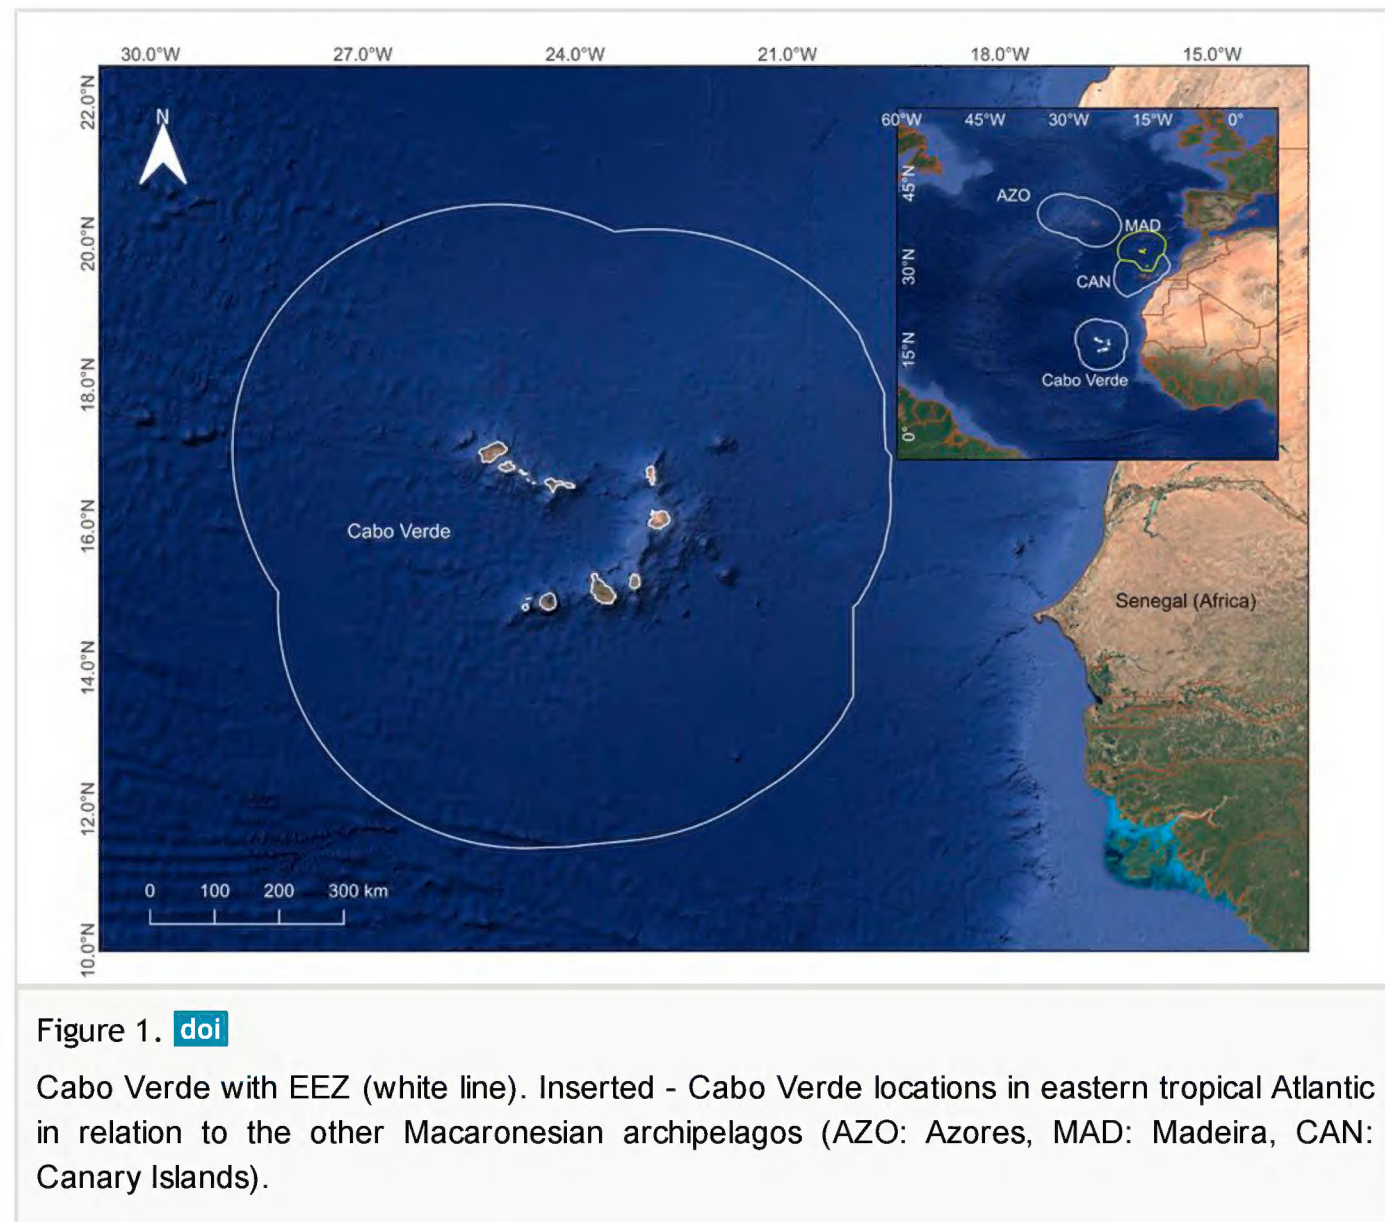 30.0°W 27.0°W 24.0°W 21.0°W 18.0°W 15.0°W
22.0°N
20.0°N
18.0°N
16.0°N
14.0°N
12.0°N
10.0°N
N
60°W 45°W 30°W 15°W 0°
45°N
30°N
15°N
0°
AZO
MAD
CAN
Cabo Verde
Cabo Verde
Senegal (Africa)
0 100 200 300 km
Figure 1. doi
Cabo Verde with EEZ (white line). Inserted - Cabo Verde locations in eastern tropical Atlantic
in relation to the other Macaronesian archipelagos (AZO: Azores, MAD: Madeira, CAN:
Canary Islands).